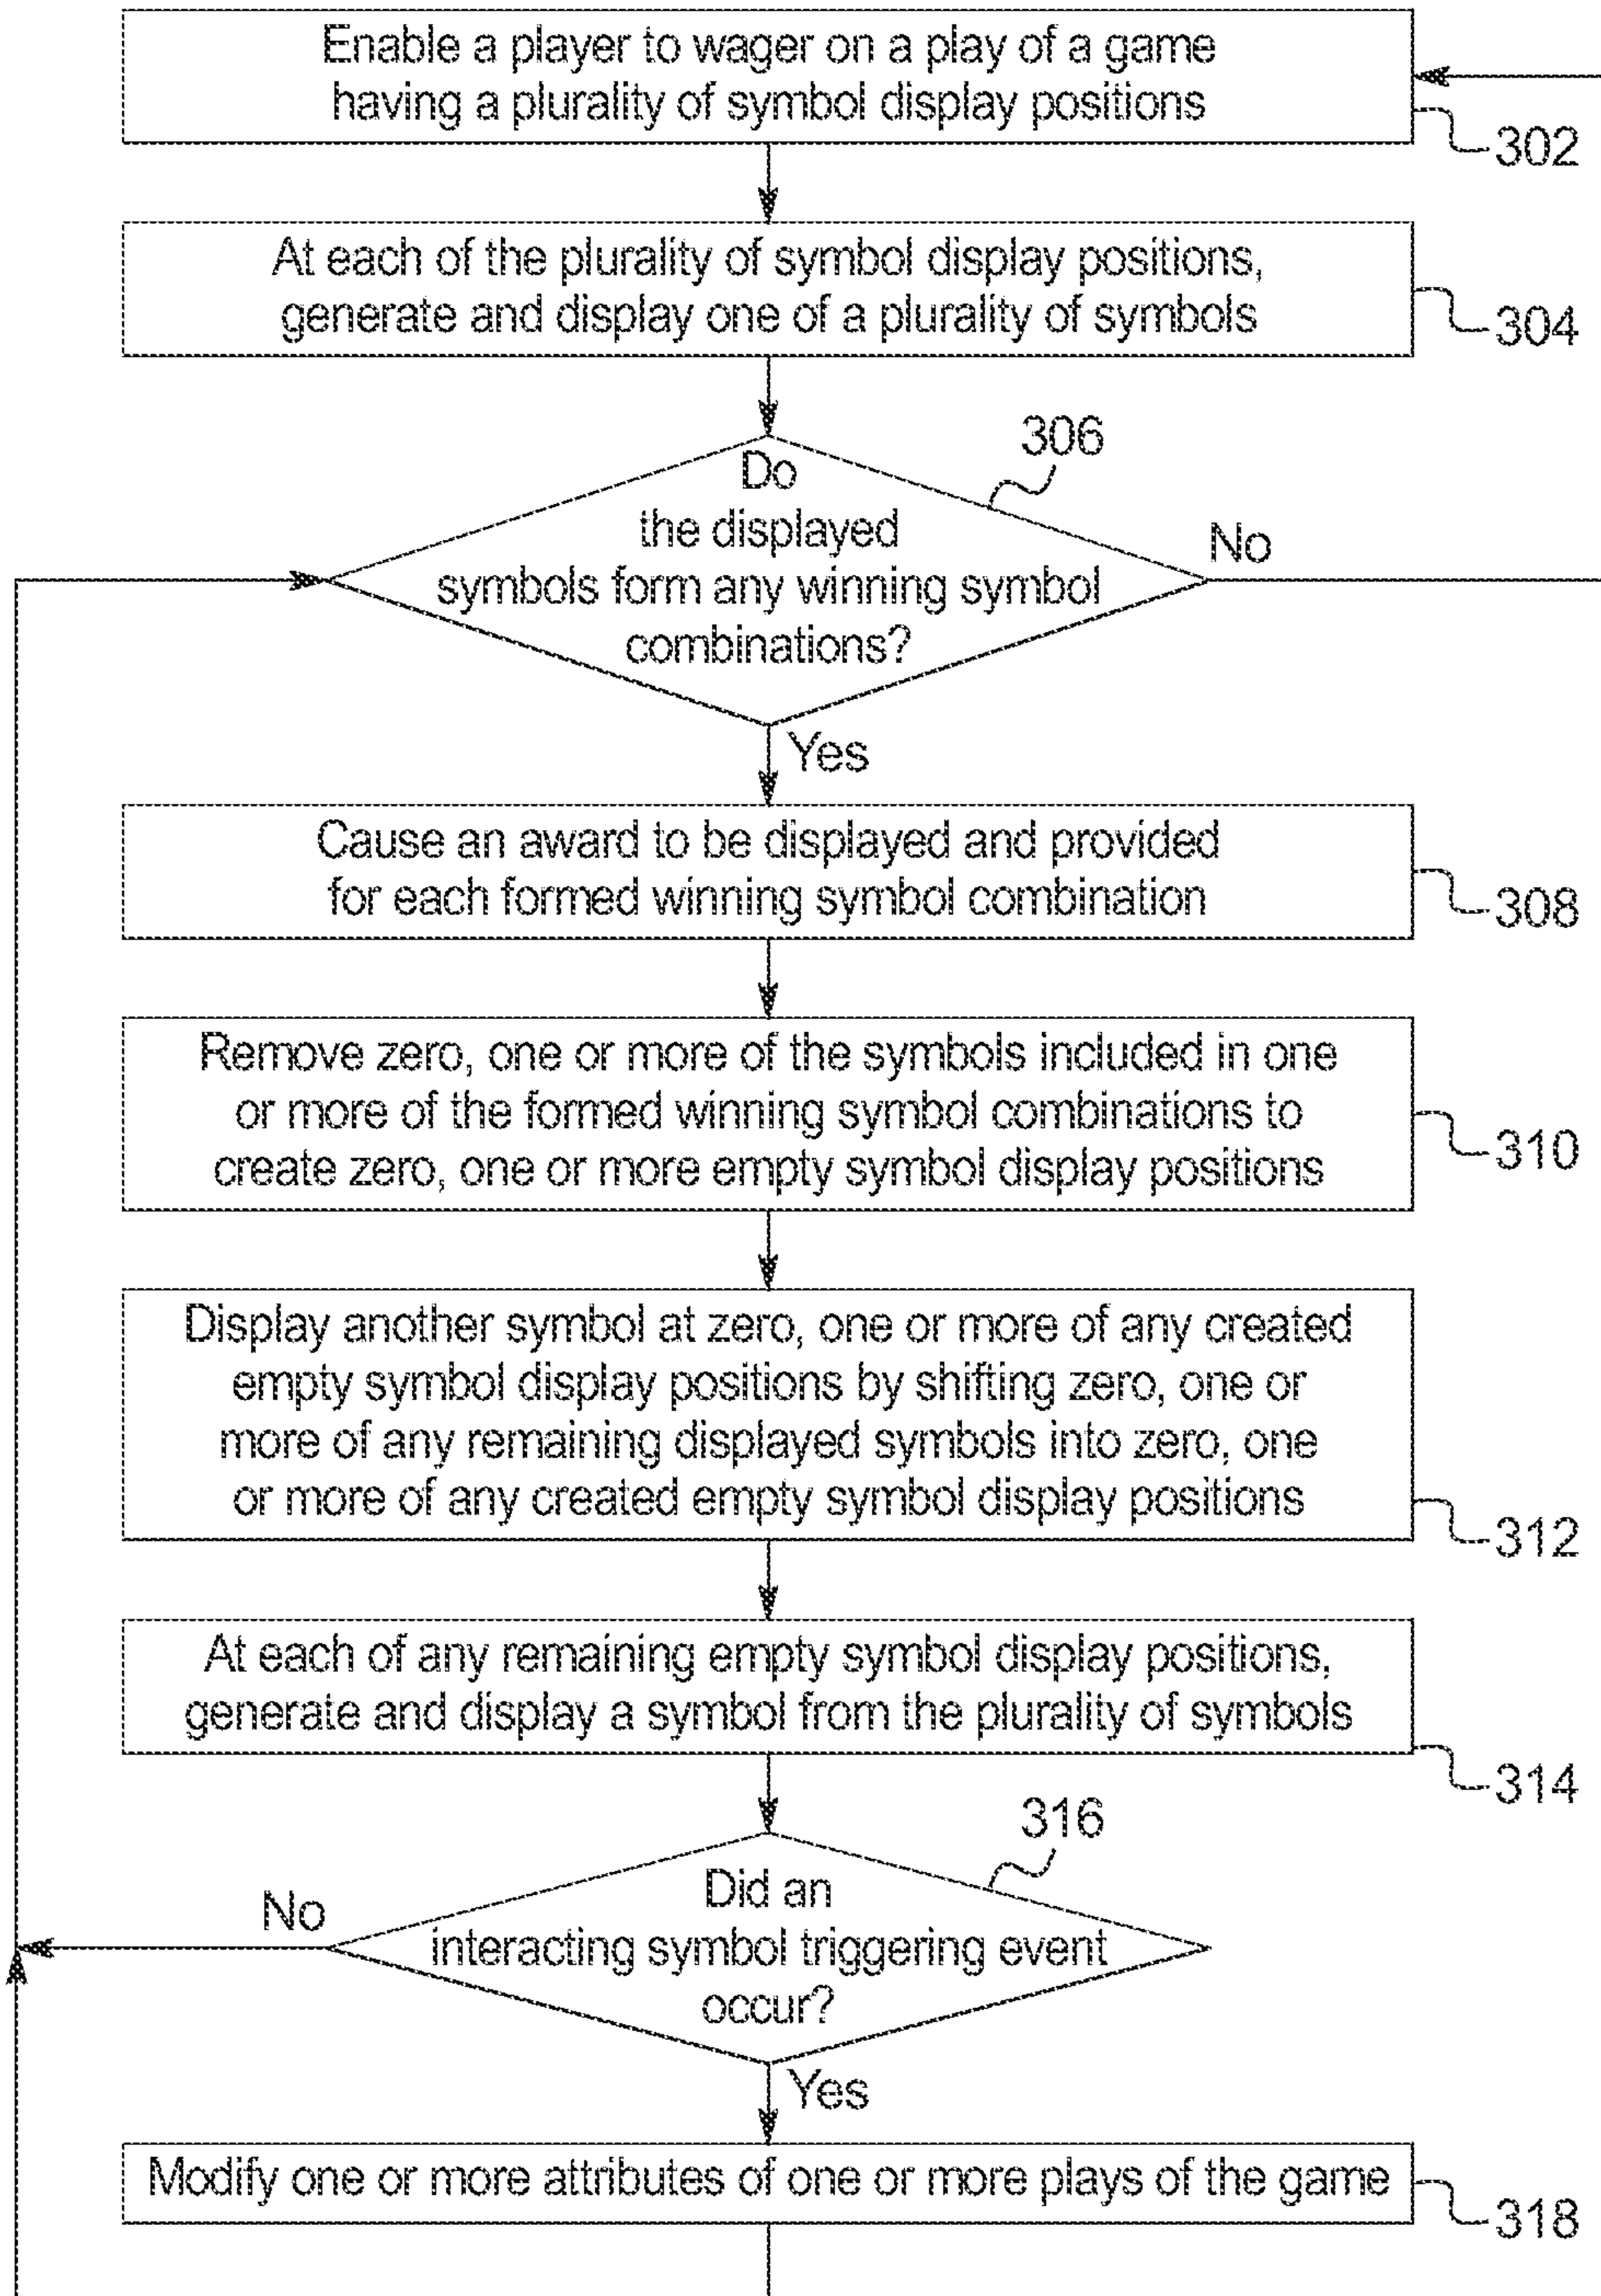 Enable a player to wager on a play of a game
having a plurality of symbol display positions
302
At each of the plurality of symbol display positions,
generate and display one of a plurality of symbols
304
306
Do
the displayed
symbols form any winning symbol
combinations?
No
Yes
Cause an award to be displayed and provided
for each formed winning symbol combination
308
Remove zero, one or more of the symbols included in one
or more of the formed winning symbol combinations to
create zero, one or more empty symbol display positions
310
Display another symbol at zero, one or more of any created
empty symbol display positions by shifting zero, one or
more of any remaining displayed symbols into zero, one
or more of any created empty symbol display positions
312
At each of any remaining empty symbol display positions,
generate and display a symbol from the plurality of symbols
314
316
Did an
interacting symbol triggering event
occur?
No
Yes
Modify one or more attributes of one or more plays of the game
318